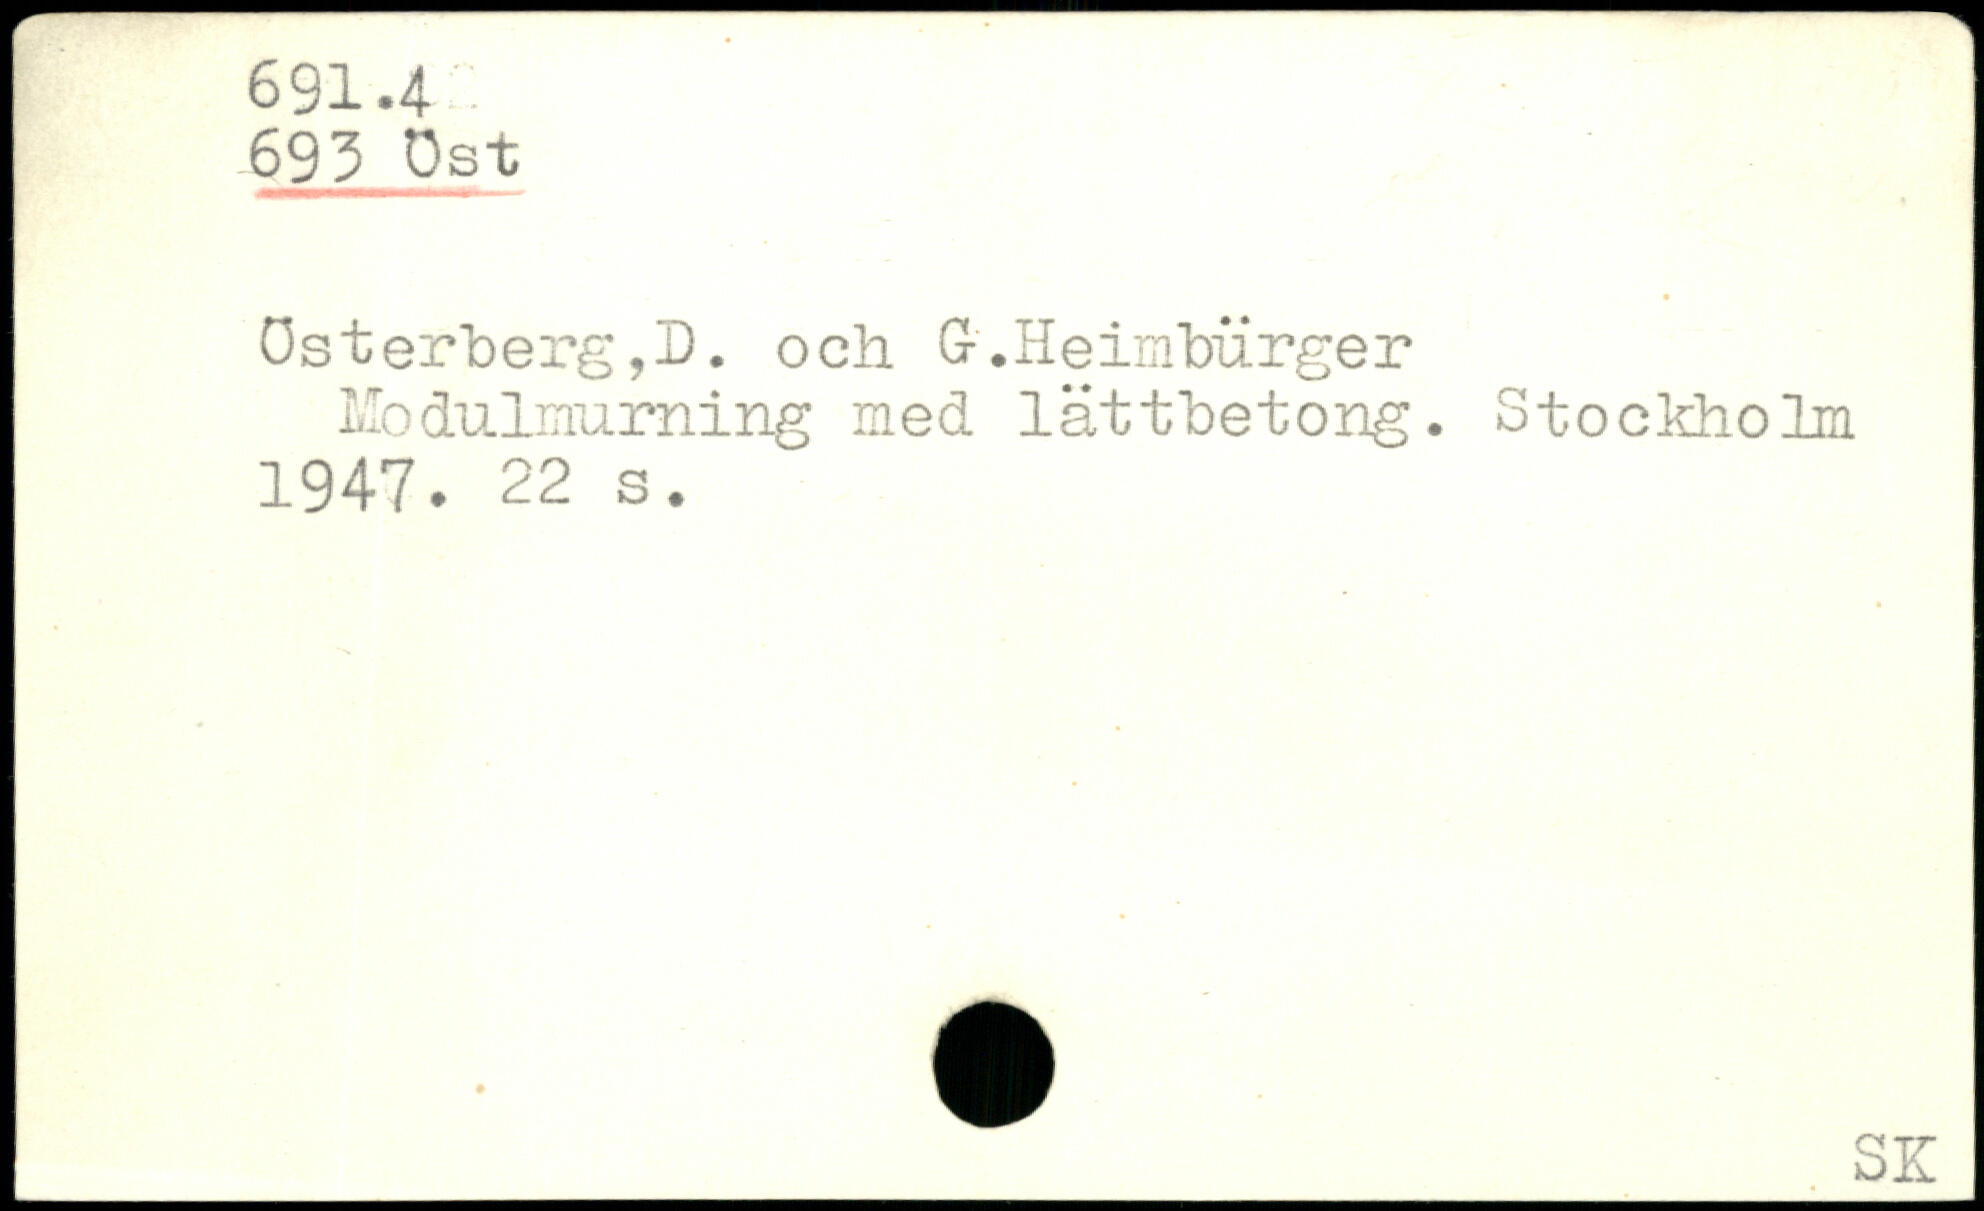 691.4
693 Öst
Österberg,D. och G.Heimbürger
Modulmurning med lättbetong. Stockholm
1947. 22 s.
SK